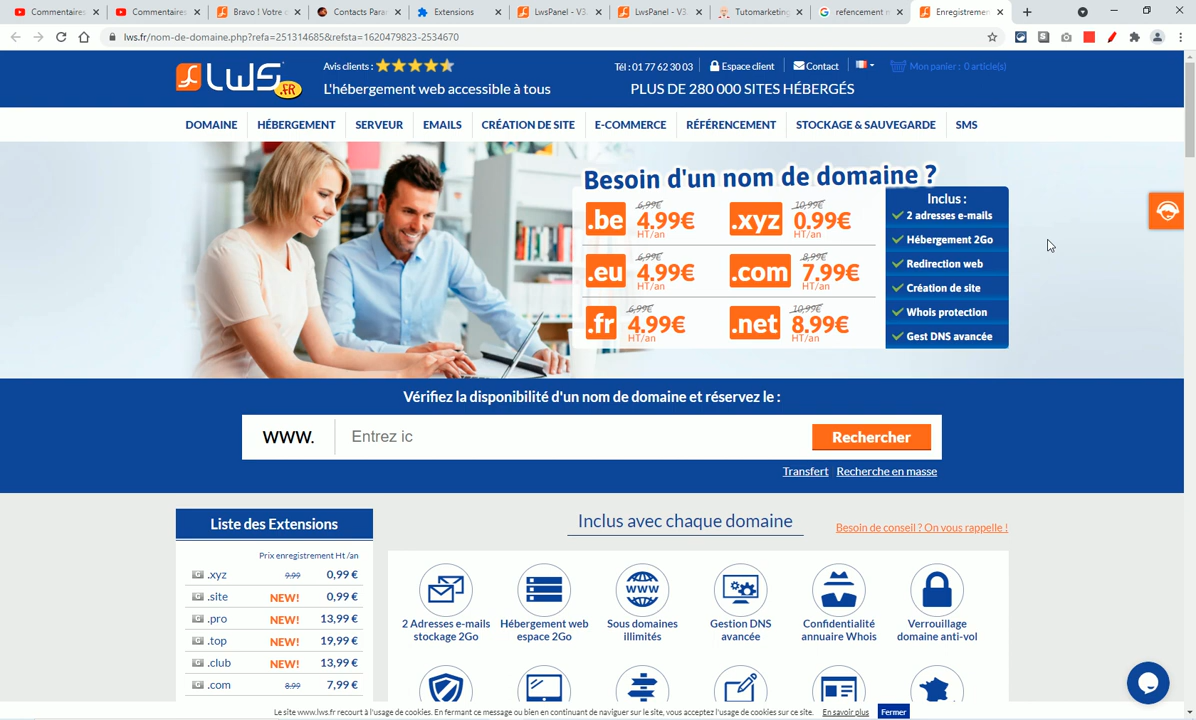 Commentaires
Commentaires
Bravo ! Votre c
Contacts Para
Extensions
LwsPanel - V3
LwsPanel - V3
Tutomarketing
refencement n
Enregistreme
lws.fr/nom-de-domaine.php?refa=251314685&refsta=1620479823-2534670
LWS .FR
Avis clients :
L'hébergement web accessible à tous
Tél : 01 77 62 30 03
Espace client
Contact
Mon panier : 0 article(s)
PLUS DE 280 000 SITES HÉBERGÉS
DOMAINE
HÉBERGEMENT
SERVEUR
EMAILS
CRÉATION DE SITE
E-COMMERCE
RÉFÉRENCEMENT
STOCKAGE & SAUVEGARDE
SMS
Besoin d'un nom de domaine ?
.be 6,99€ 4.99€ HT/an
.xyz 10,99€ 0.99€ HT/an
.eu 6,99€ 4.99€ HT/an
.com 8,99€ 7.99€ HT/an
.fr 6,99€ 4.99€ HT/an
.net 10,99€ 8.99€ HT/an
Inclus :
2 adresses e-mails
Hébergement 2Go
Redirection web
Création de site
Whois protection
Gest DNS avancée
Vérifiez la disponibilité d'un nom de domaine et réservez le :
WWW.
Entrez ic
Rechercher
Transfert
Recherche en masse
Liste des Extensions
Prix enregistrement Ht /an
.xyz 9.99 0,99 €
.site NEW! 0,99 €
.pro NEW! 13,99 €
.top NEW! 19,99 €
.club NEW! 13,99 €
.com 8.99 7,99 €
Inclus avec chaque domaine
Besoin de conseil ? On vous rappelle !
2 Adresses e-mails
stockage 2Go
Hébergement web
espace 2Go
WWW
Sous domaines
illimités
Gestion DNS
avancée
Confidentialité
annuaire Whois
Verrouillage
domaine anti-vol
Le site www.lws.fr recourt à l'usage de cookies. En fermant ce message ou bien en continuant de naviguer sur le site, vous acceptez l'usage de cookies sur ce site.
En savoir plus
Fermer